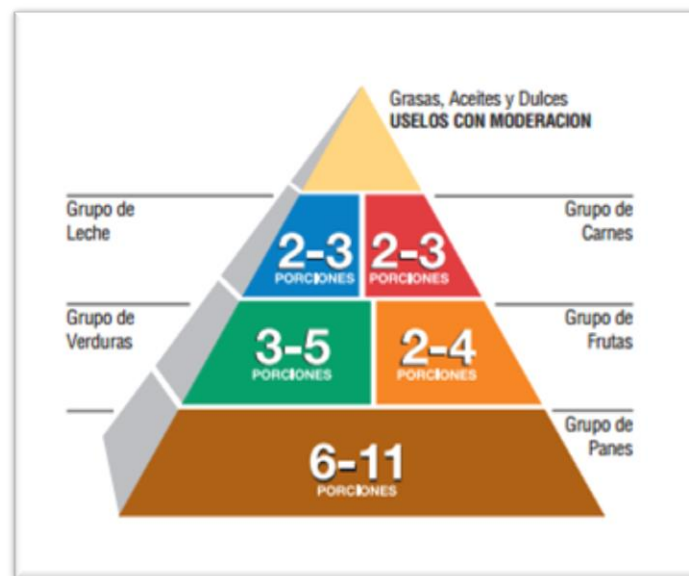 Grasas, Aceites y Dulces
USELOS CON MODERACION
Grupo de
Leche
2-3
PORCIONES
2-3
PORCIONES
Grupo de
Carnes
Grupo de
Verduras
3-5
PORCIONES
2-4
PORCIONES
Grupo de
Frutas
6-11
PORCIONES
Grupo de
Panes